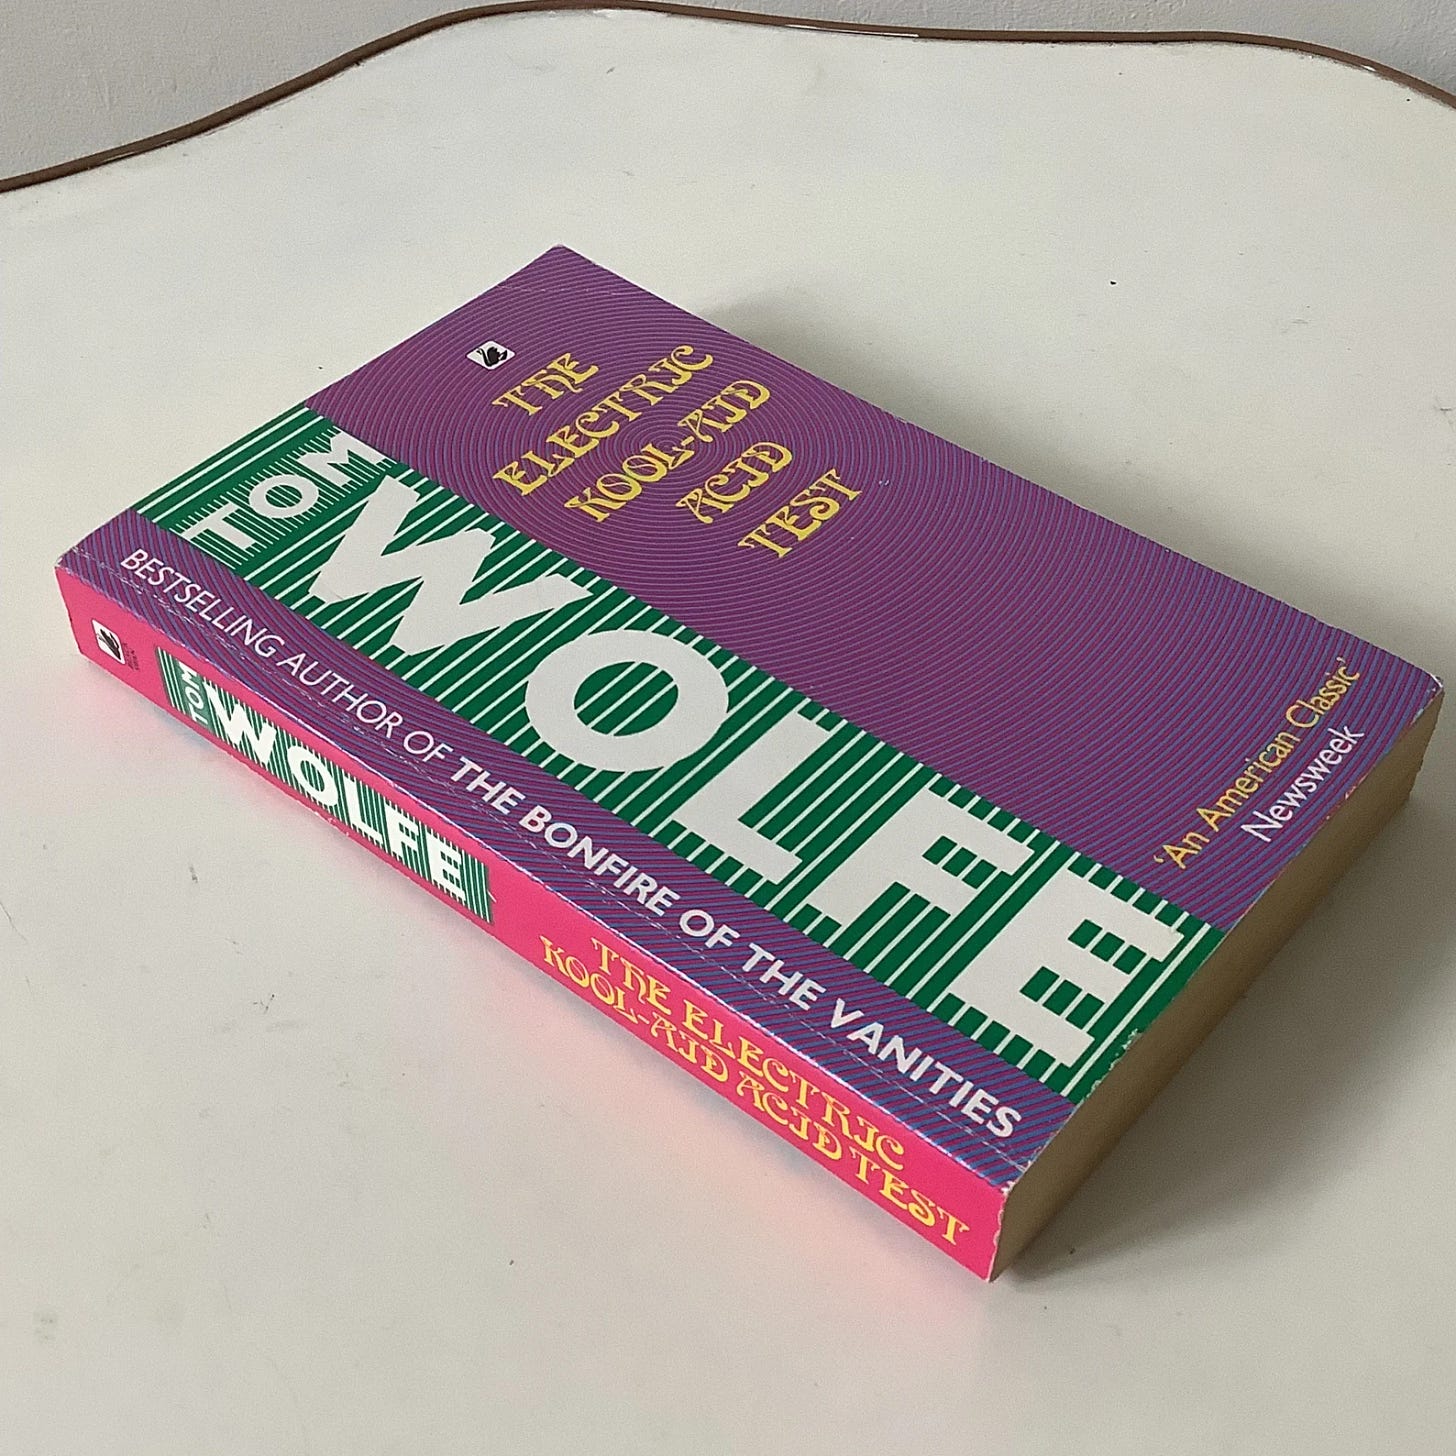 THE
ELECTRIC
KOOL-AID
ACID
TEST
TOM
WOLFE
BESTSELLING AUTHOR OF THE BONFIRE OF THE VANITIES
'An American Classic'
Newsweek
TOM
WOLFE
THE ELECTRIC
KOOL-AID ACID TEST